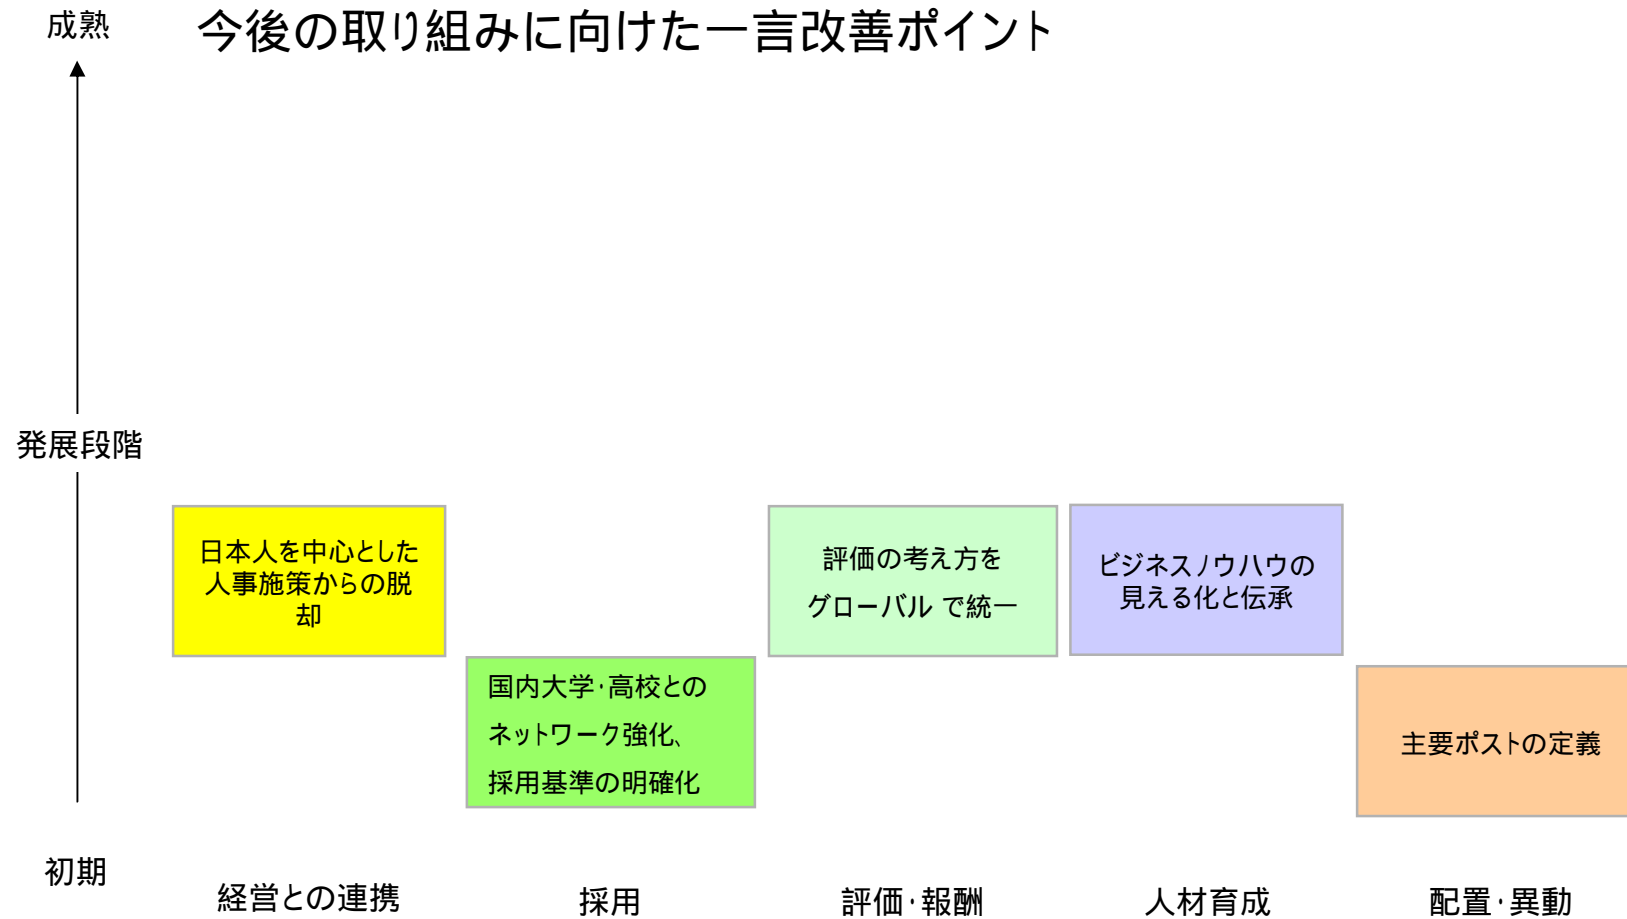 成熟
今後の取り組みに向けた一言改善ポイント
発展段階
日本人を中心とした
人事施策からの脱
却
国内大学・高校との
ネットワーク強化、
採用基準の明確化
評価の考え方を
グローバル で統一
ビジネスノウハウの
見える化と伝承
主要ポストの定義
初期
経営との連携
採用
評価・報酬
人材育成
配置・異動